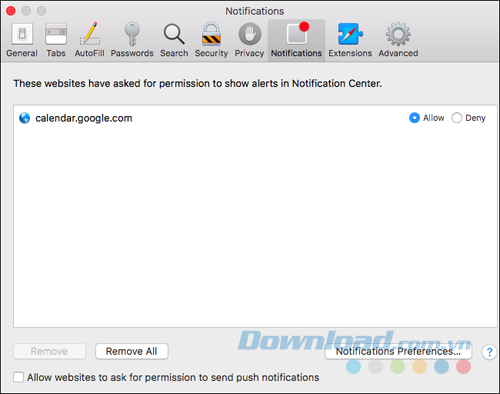 Notifications
General Tabs AutoFill Passwords Search Security Privacy Notifications Extensions Advanced
These websites have asked for permission to show alerts in Notification Center.
calendar.google.com Allow Deny
Download.com.vn
Remove Remove All Notifications Preferences... ?
Allow websites to ask for permission to send push notifications